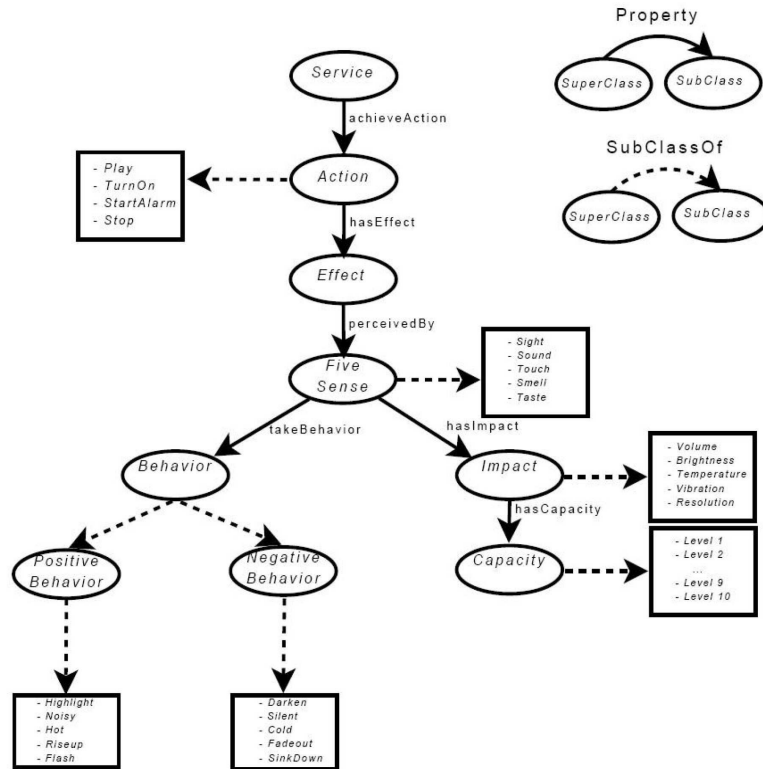 Property
SuperClass
SubClass
SubClassOf
SuperClass
SubClass
Service
achieveAction
- Play
- TurnOn
- StartAlarm
- Stop
Action
hasEffect
Effect
perceivedBy
Five
Sense
- Sight
- Sound
- Touch
- Smell
- Taste
takeBehavior
hasImpact
Behavior
Impact
- Volume
- Brightness
- Temperature
- Vibration
- Resolution
hasCapacity
Positive
Behavior
Negative
Behavior
Capacity
- Level 1
- Level 2
...
- Level 9
- Level 10
- Highlight
- Noisy
- Hot
- Riseup
- Flash
- Darken
- Silent
- Cold
- Fadeout
- SinkDown